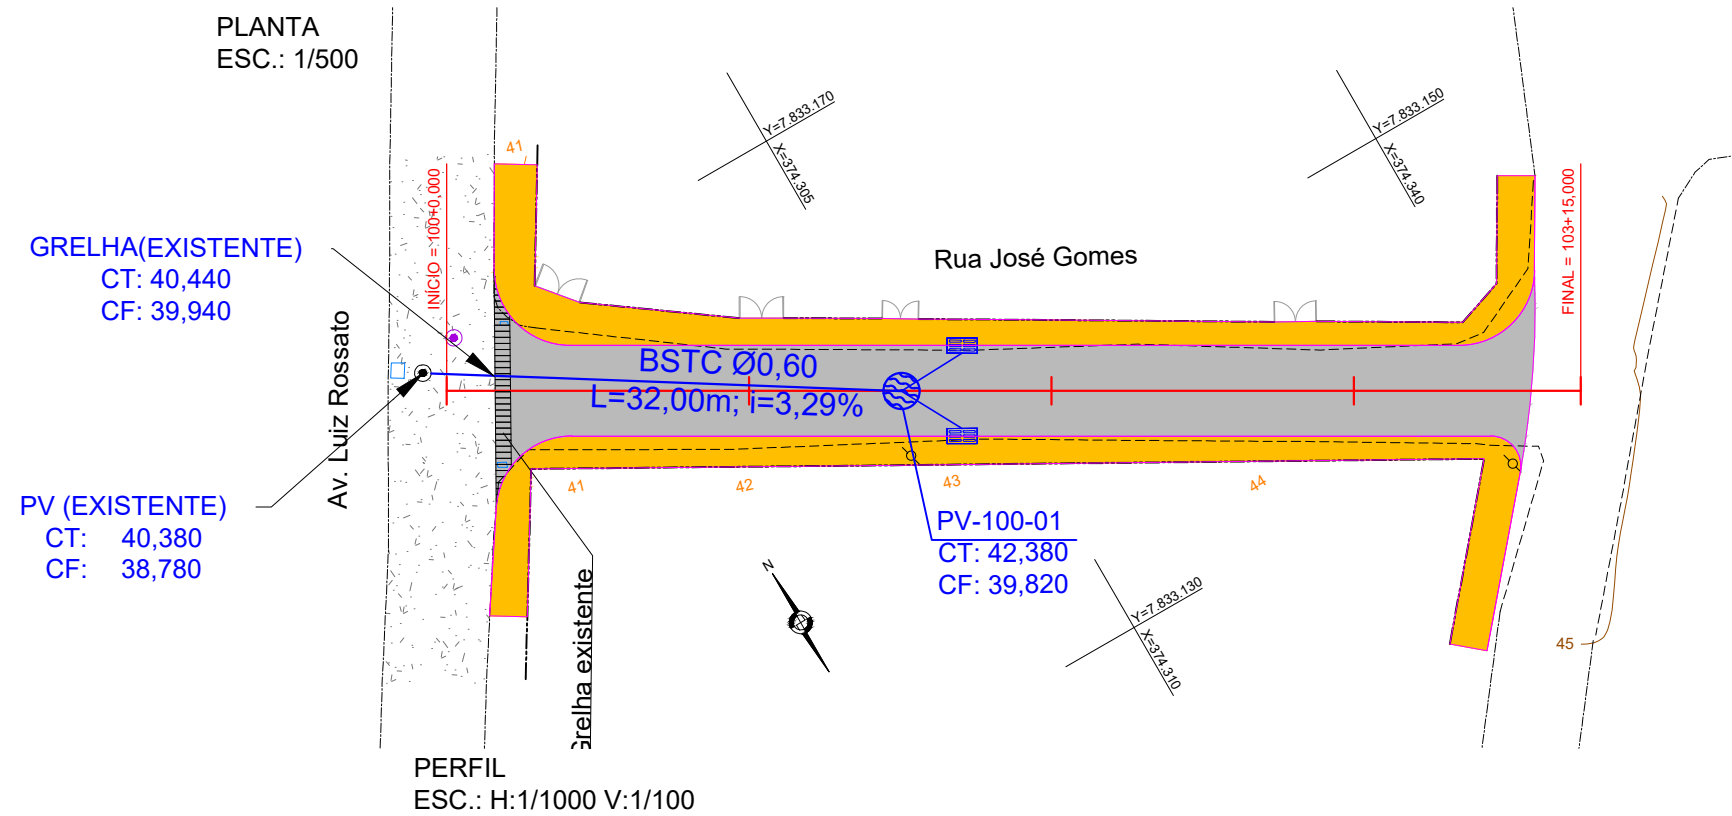 PLANTA
ESC.: 1/500
Y=7.833.170
X=374.305
Y=7.833.150
X=374.340
41
INÍCIO = 100+0,000
FINAL = 103+15,000
GRELHA(EXISTENTE)
CT: 40,440
CF: 39,940
Rua José Gomes
Av. Luiz Rossato
BSTC Ø0,60
L=32,00m; i=3,29%
41
42
43
44
PV (EXISTENTE)
CT: 40,380
CF: 38,780
PV-100-01
CT: 42,380
CF: 39,820
N
Grelha existente
Y=7.833.130
X=374.310
45
PERFIL
ESC.: H:1/1000 V:1/100